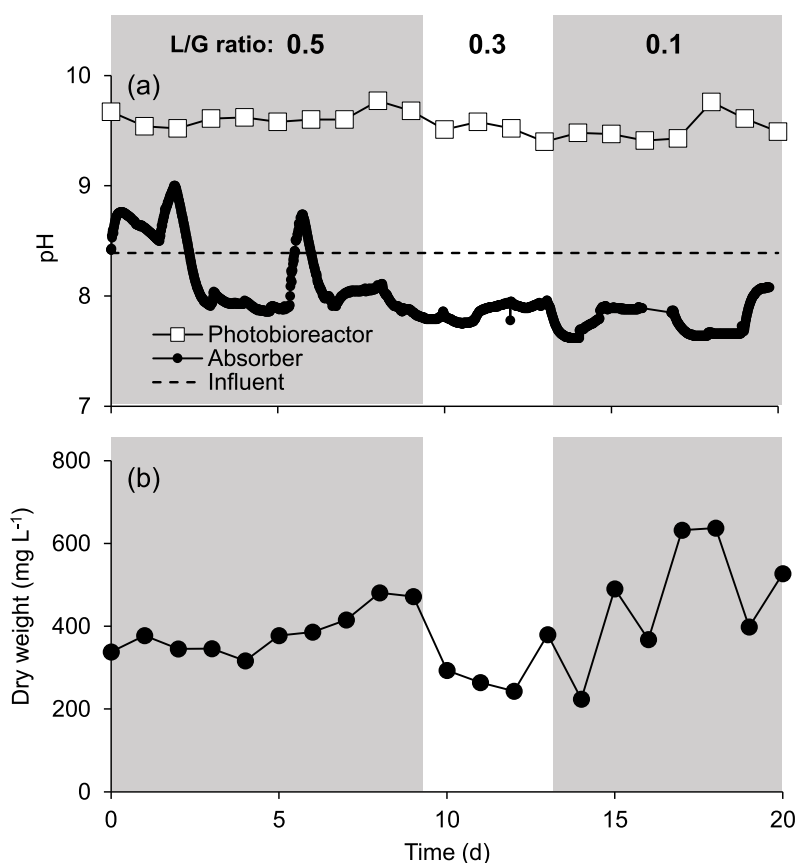 L/G ratio: 0.5 0.3 0.1
(a)
10
9
8
7
pH
Photobioreactor
Absorber
Influent
(b)
800
600
400
200
0
Dry weight (mg L-1)
0 5 10 15 20
Time (d)